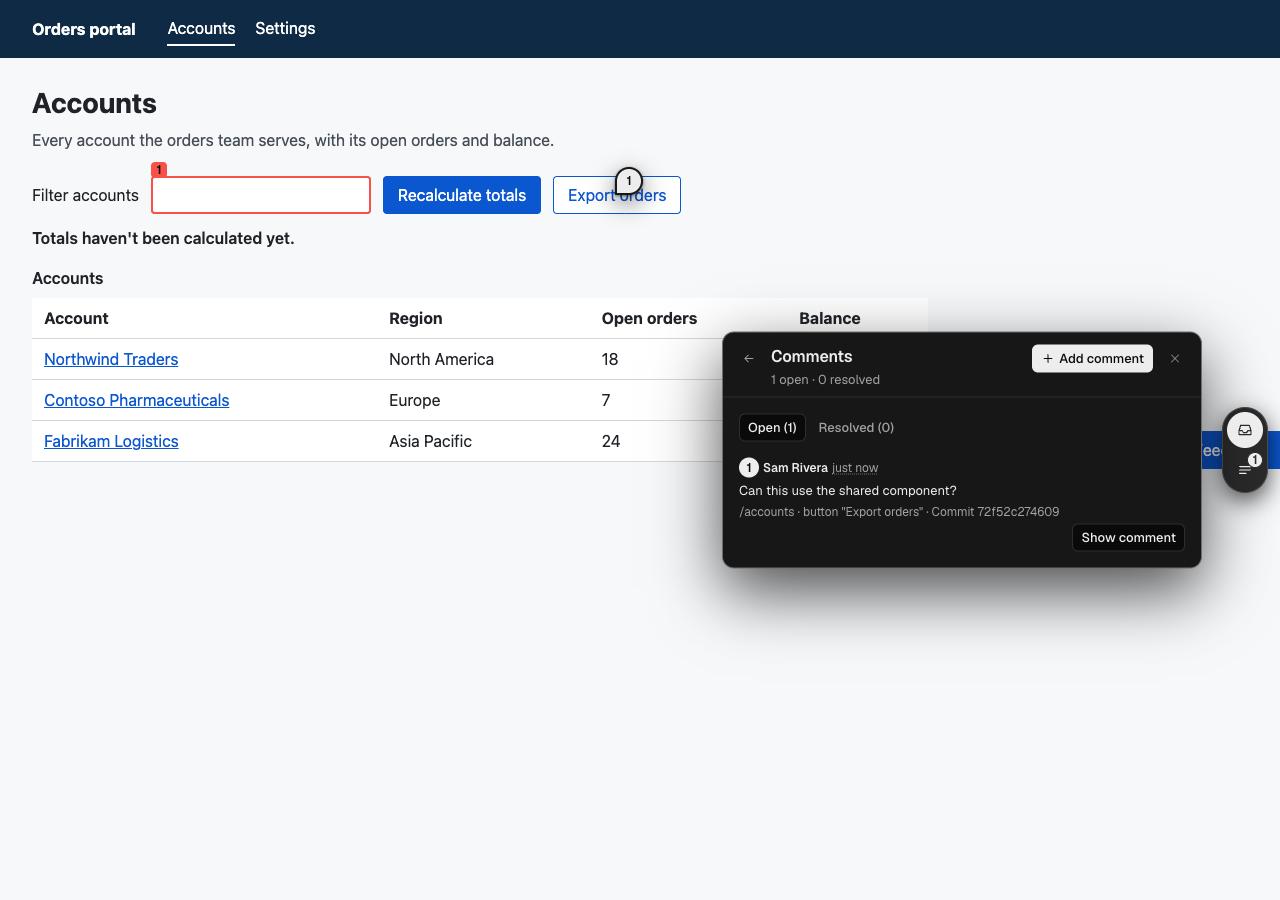 Orders portal Accounts Settings
Accounts
Every account the orders team serves, with its open orders and balance.
1
1
Filter accounts Recalculate totals Export orders
Totals haven't been calculated yet.
Accounts
Account Region Open orders Balance
Northwind Traders North America 18
Contoso Pharmaceuticals Europe 7
Fabrikam Logistics Asia Pacific 24
← Comments + Add comment ×
1 open · 0 resolved
Open (1) Resolved (0)
1 Sam Rivera just now
Can this use the shared component?
/accounts · button "Export orders" · Commit 72f52c274609
Show comment
1